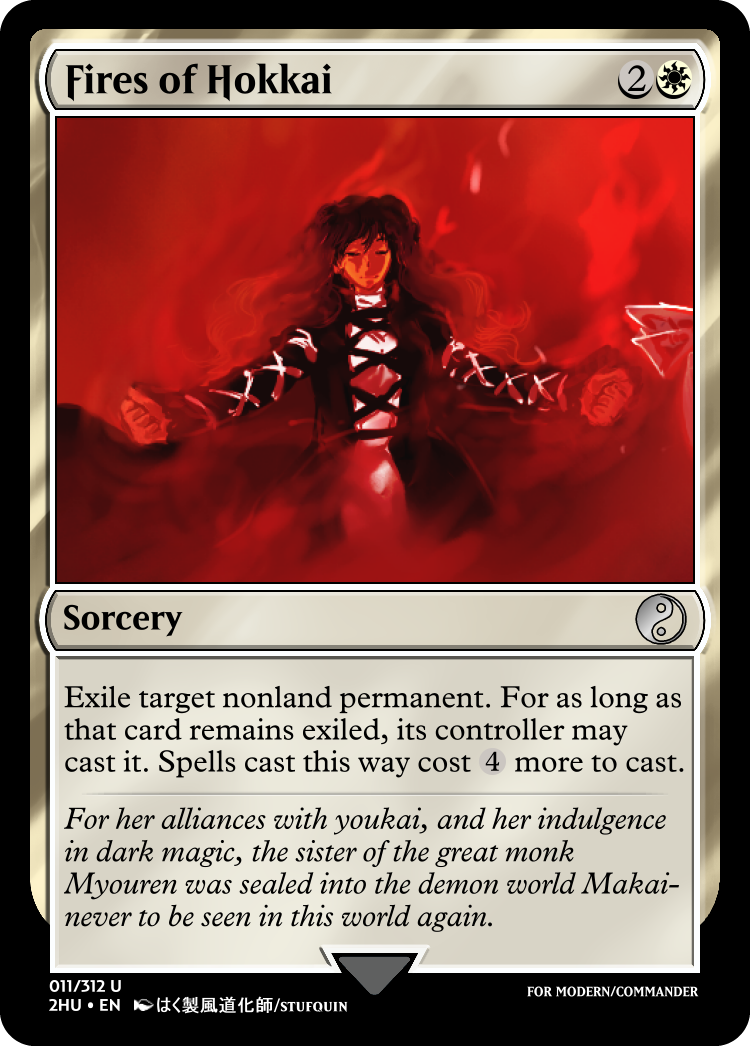 Fires of Hokkai 2
Sorcery
Exile target nonland permanent. For as long as
that card remains exiled, its controller may
cast it. Spells cast this way cost 4 more to cast.
For her alliances with youkai, and her indulgence
in dark magic, the sister of the great monk
Myouren was sealed into the demon world Makai-
never to be seen in this world again.
011/312 U
2HU • EN はく製風道化師/STUFQUIN
FOR MODERN/COMMANDER